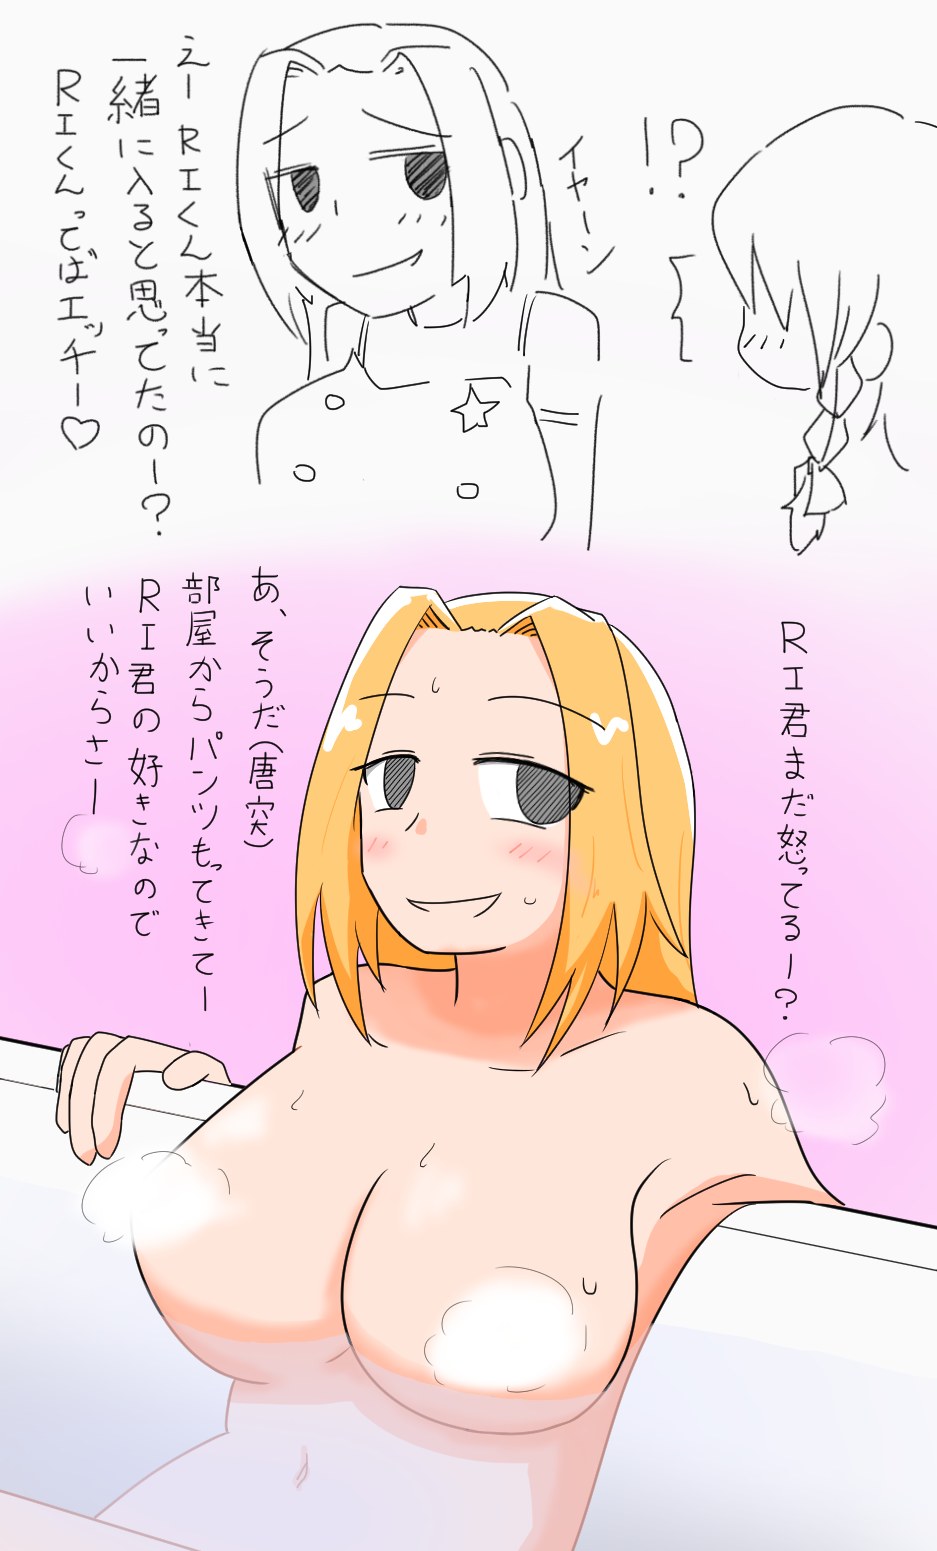 !?
イヤーン
えーRIくん本当に
一緒に入ると思ってたのー?
RIくんってばエッチー♡
RI君まだ怒ってるー?
あ、そうだ(唐突)
部屋からパンツもってきてー
RI君の好きなので
いいからさー